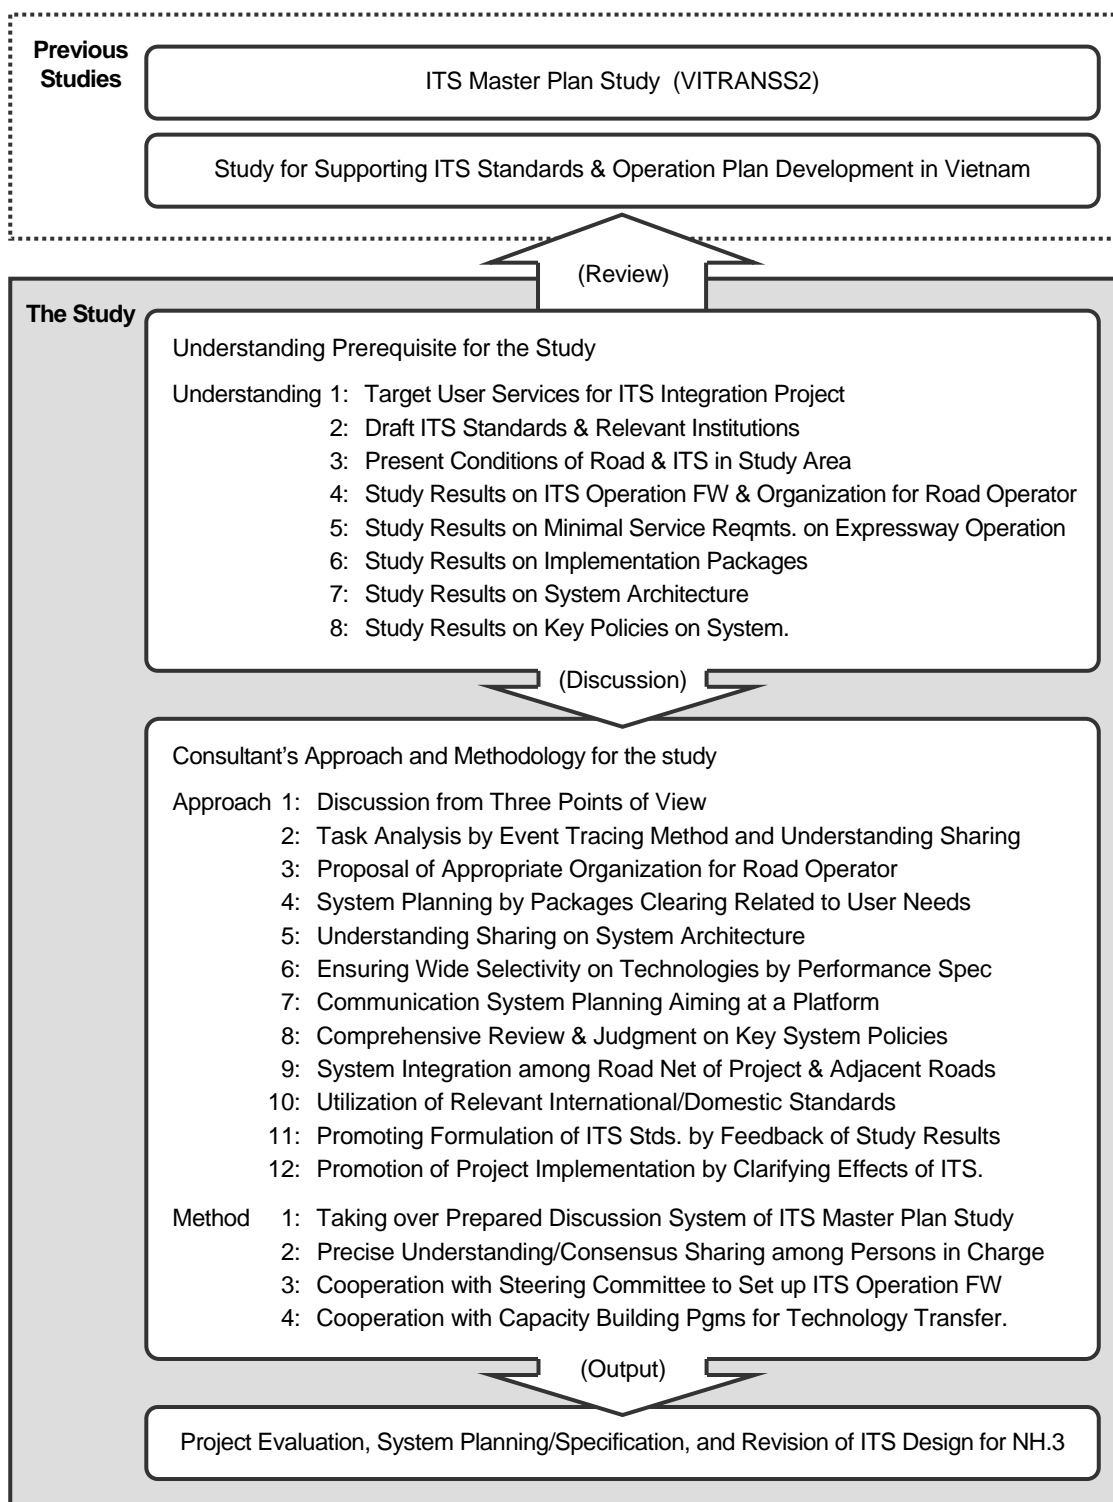 Previous
Studies
ITS Master Plan Study (VITRANSS2)
Study for Supporting ITS Standards & Operation Plan Development in Vietnam
(Review)
The Study
Understanding Prerequisite for the Study
Understanding 1: Target User Services for ITS Integration Project
2: Draft ITS Standards & Relevant Institutions
3: Present Conditions of Road & ITS in Study Area
4: Study Results on ITS Operation FW & Organization for Road Operator
5: Study Results on Minimal Service Reqmts. on Expressway Operation
6: Study Results on Implementation Packages
7: Study Results on System Architecture
8: Study Results on Key Policies on System.
(Discussion)
Consultant's Approach and Methodology for the study
Approach 1: Discussion from Three Points of View
2: Task Analysis by Event Tracing Method and Understanding Sharing
3: Proposal of Appropriate Organization for Road Operator
4: System Planning by Packages Clearing Related to User Needs
5: Understanding Sharing on System Architecture
6: Ensuring Wide Selectivity on Technologies by Performance Spec
7: Communication System Planning Aiming at a Platform
8: Comprehensive Review & Judgment on Key System Policies
9: System Integration among Road Net of Project & Adjacent Roads
10: Utilization of Relevant International/Domestic Standards
11: Promoting Formulation of ITS Stds. by Feedback of Study Results
12: Promotion of Project Implementation by Clarifying Effects of ITS.
Method 1: Taking over Prepared Discussion System of ITS Master Plan Study
2: Precise Understanding/Consensus Sharing among Persons in Charge
3: Cooperation with Steering Committee to Set up ITS Operation FW
4: Cooperation with Capacity Building Pgms for Technology Transfer.
(Output)
Project Evaluation, System Planning/Specification, and Revision of ITS Design for NH.3